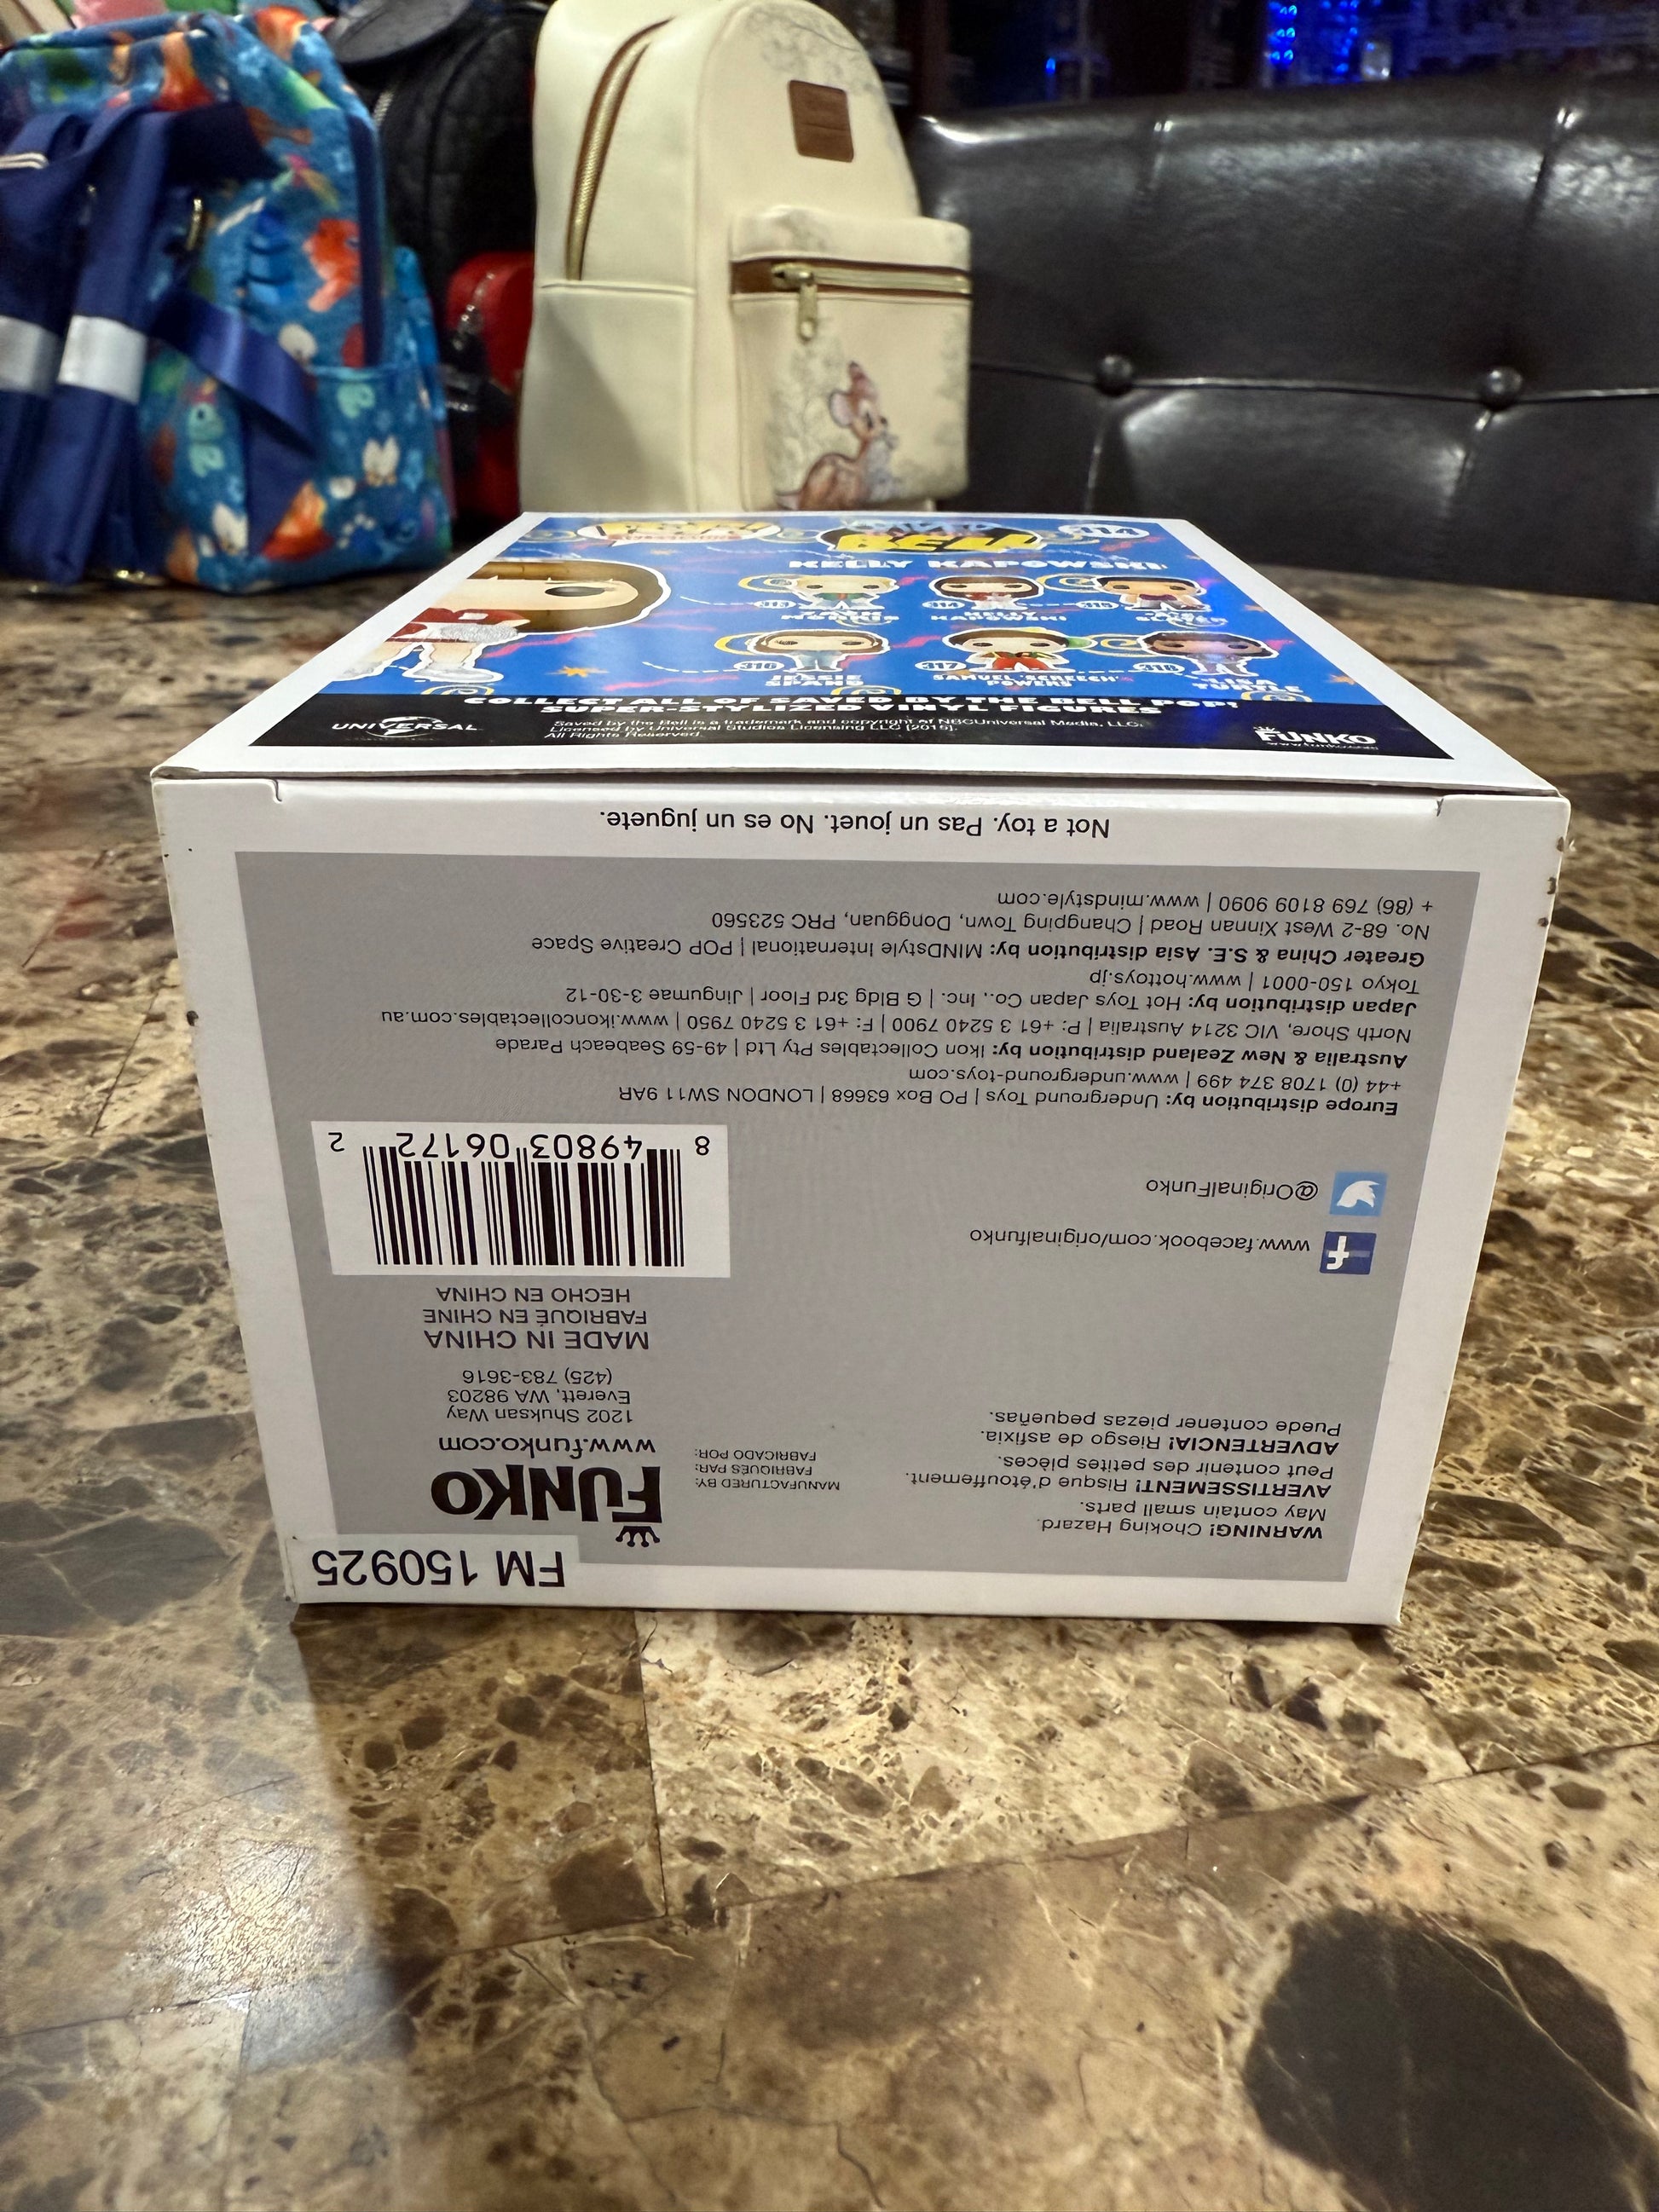 KELLY KAPOWSKI
314
KELLY
KAPOWSKI
JESSIE
SPANO
317
SAMUEL "SCREECH"
POWERS
LISA
TURTLE
COLLECT ALL OF SAVED BY THE BELL POP!
SUPER-STYLIZED VINYL FIGURES
UNIVERSAL
Saved by the Bell is a trademark and copyright of NBCUniversal Media, LLC.
Licensed by Universal Studios Licensing LLC (2015).
All Rights Reserved.
FUNKO
FM 150925
WARNING! Choking Hazard.
May contain small parts.
AVERTISSEMENT! Risque d'étouffement.
Peut contenir des petites pièces.
ADVERTENCIA! Riesgo de asfixia.
Puede contener piezas pequeñas.
MANUFACTURED BY:
FABRIQUÉS PAR:
FABRICADO POR:
FUNKO
www.funko.com
1202 Shuksan Way
Everett, WA 98203
(425) 783-3616
MADE IN CHINA
FABRIQUÉ EN CHINE
HECHO EN CHINA
f www.facebook.com/originalfunko
@OriginalFunko
8 49803 06172 2
Europe distribution by: Underground Toys | PO Box 63668 | LONDON SW11 9AR
+44 (0) 1708 374 499 | www.underground-toys.com
Australia & New Zealand distribution by: Ikon Collectables Pty Ltd | 49-59 Seabeach Parade
North Shore, VIC 3214 Australia | P: +61 3 5240 7900 | F: +61 3 5240 7950 | www.ikoncollectables.com.au
Japan distribution by: Hot Toys Japan Co., Inc. | G Bldg 3rd Floor | Jingumae 3-30-12
Tokyo 150-0001 | www.hottoys.jp
Greater China & S.E. Asia distribution by: MINDstyle International | POP Creative Space
No. 68-2 West Xinnan Road | Changping Town, Dongguan, PRC 523560
+ (86) 769 8109 9090 | www.mindstyle.com
Not a toy. Pas un jouet. No es un juguete.